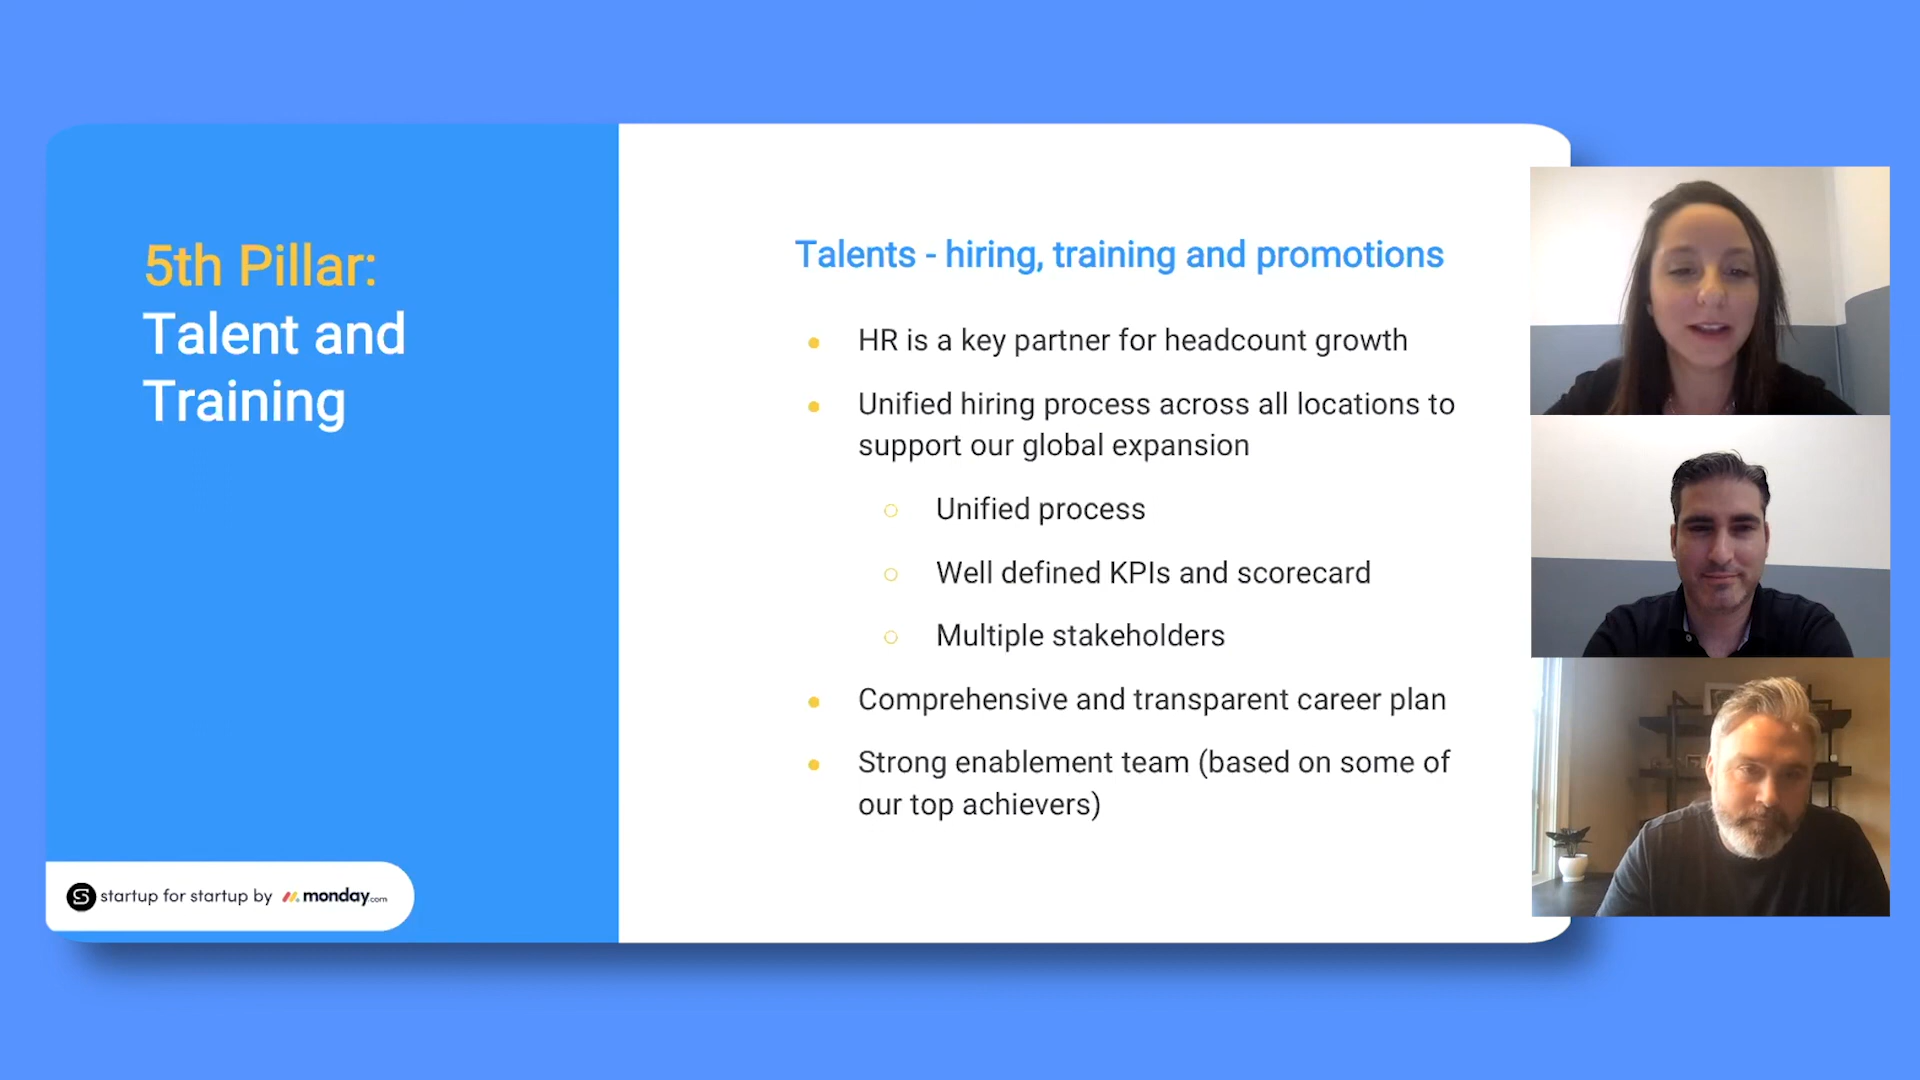 5th Pillar:
Talent and
Training
Talents - hiring, training and promotions
HR is a key partner for headcount growth
Unified hiring process across all locations to
support our global expansion
Unified process
Well defined KPIs and scorecard
Multiple stakeholders
Comprehensive and transparent career plan
Strong enablement team (based on some of
our top achievers)
S startup for startup by monday.com